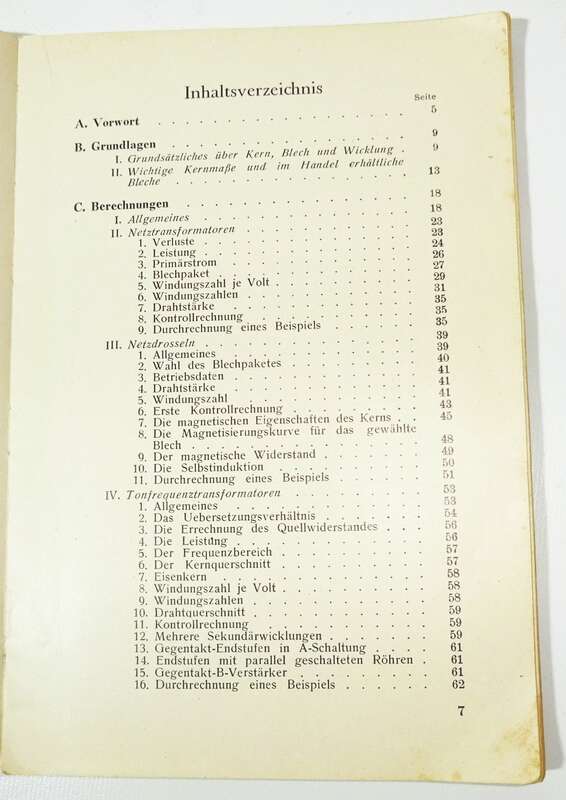 Inhaltsverzeichnis
Seite
A. Vorwort . . . . . . . . . . . . . . 5
B. Grundlagen . . . . . . . . . . . . . 9
I. Grundsätzliches über Kern, Blech und Wicklung . 9
II. Wichtige Kernmaße und im Handel erhältliche
Bleche . . . . . . . . . . . . . 13
C. Berechnungen . . . . . . . . . . . . 18
I. Allgemeines . . . . . . . . . . . . 18
II. Netztransformatoren . . . . . . . . . . 23
1. Verluste . . . . . . . . . . . . 23
2. Leistung . . . . . . . . . . . . 24
3. Primärstrom . . . . . . . . . . . 26
4. Blechpaket . . . . . . . . . . . 27
5. Windungszahl je Volt . . . . . . . . 29
6. Windungszahlen . . . . . . . . . . 31
7. Drahtstärke . . . . . . . . . . . 35
8. Kontrollrechnung . . . . . . . . . . 35
9. Durchrechnung eines Beispiels . . . . . . 35
III. Netzdrosseln . . . . . . . . . . . . 39
1. Allgemeines . . . . . . . . . . . 39
2. Wahl des Blechpaketes . . . . . . . . 40
3. Betriebsdaten . . . . . . . . . . . 41
4. Drahtstärke . . . . . . . . . . . 41
5. Windungszahl . . . . . . . . . . . 41
6. Erste Kontrollrechnung . . . . . . . . 43
7. Die magnetischen Eigenschaften des Kerns . . 45
8. Die Magnetisierungskurve für das gewählte
Blech . . . . . . . . . . . . . 48
9. Der magnetische Widerstand . . . . . . 49
10. Die Selbstinduktion . . . . . . . . . 50
11. Durchrechnung eines Beispiels . . . . . . 51
IV. Tonfrequenztransformatoren . . . . . . . . 53
1. Allgemeines . . . . . . . . . . . 53
2. Das Uebersetzungsverhältnis . . . . . . 54
3. Die Errechnung des Quellwiderstandes . . . 56
4. Die Leistung . . . . . . . . . . . 56
5. Der Frequenzbereich . . . . . . . . . 57
6. Der Kernquerschnitt . . . . . . . . . 57
7. Eisenkern . . . . . . . . . . . . 58
8. Windungszahl je Volt . . . . . . . . 58
9. Windungszahlen . . . . . . . . . . 58
10. Drahtquerschnitt . . . . . . . . . . 59
11. Kontrollrechnung . . . . . . . . . . 59
12. Mehrere Sekundärwicklungen . . . . . . 59
13. Gegentakt-Endstufen in A-Schaltung . . . . 61
14. Endstufen mit parallel geschalteten Röhren . 61
15. Gegentakt-B-Verstärker . . . . . . . . 61
16. Durchrechnung eines Beispiels . . . . . . 62
7